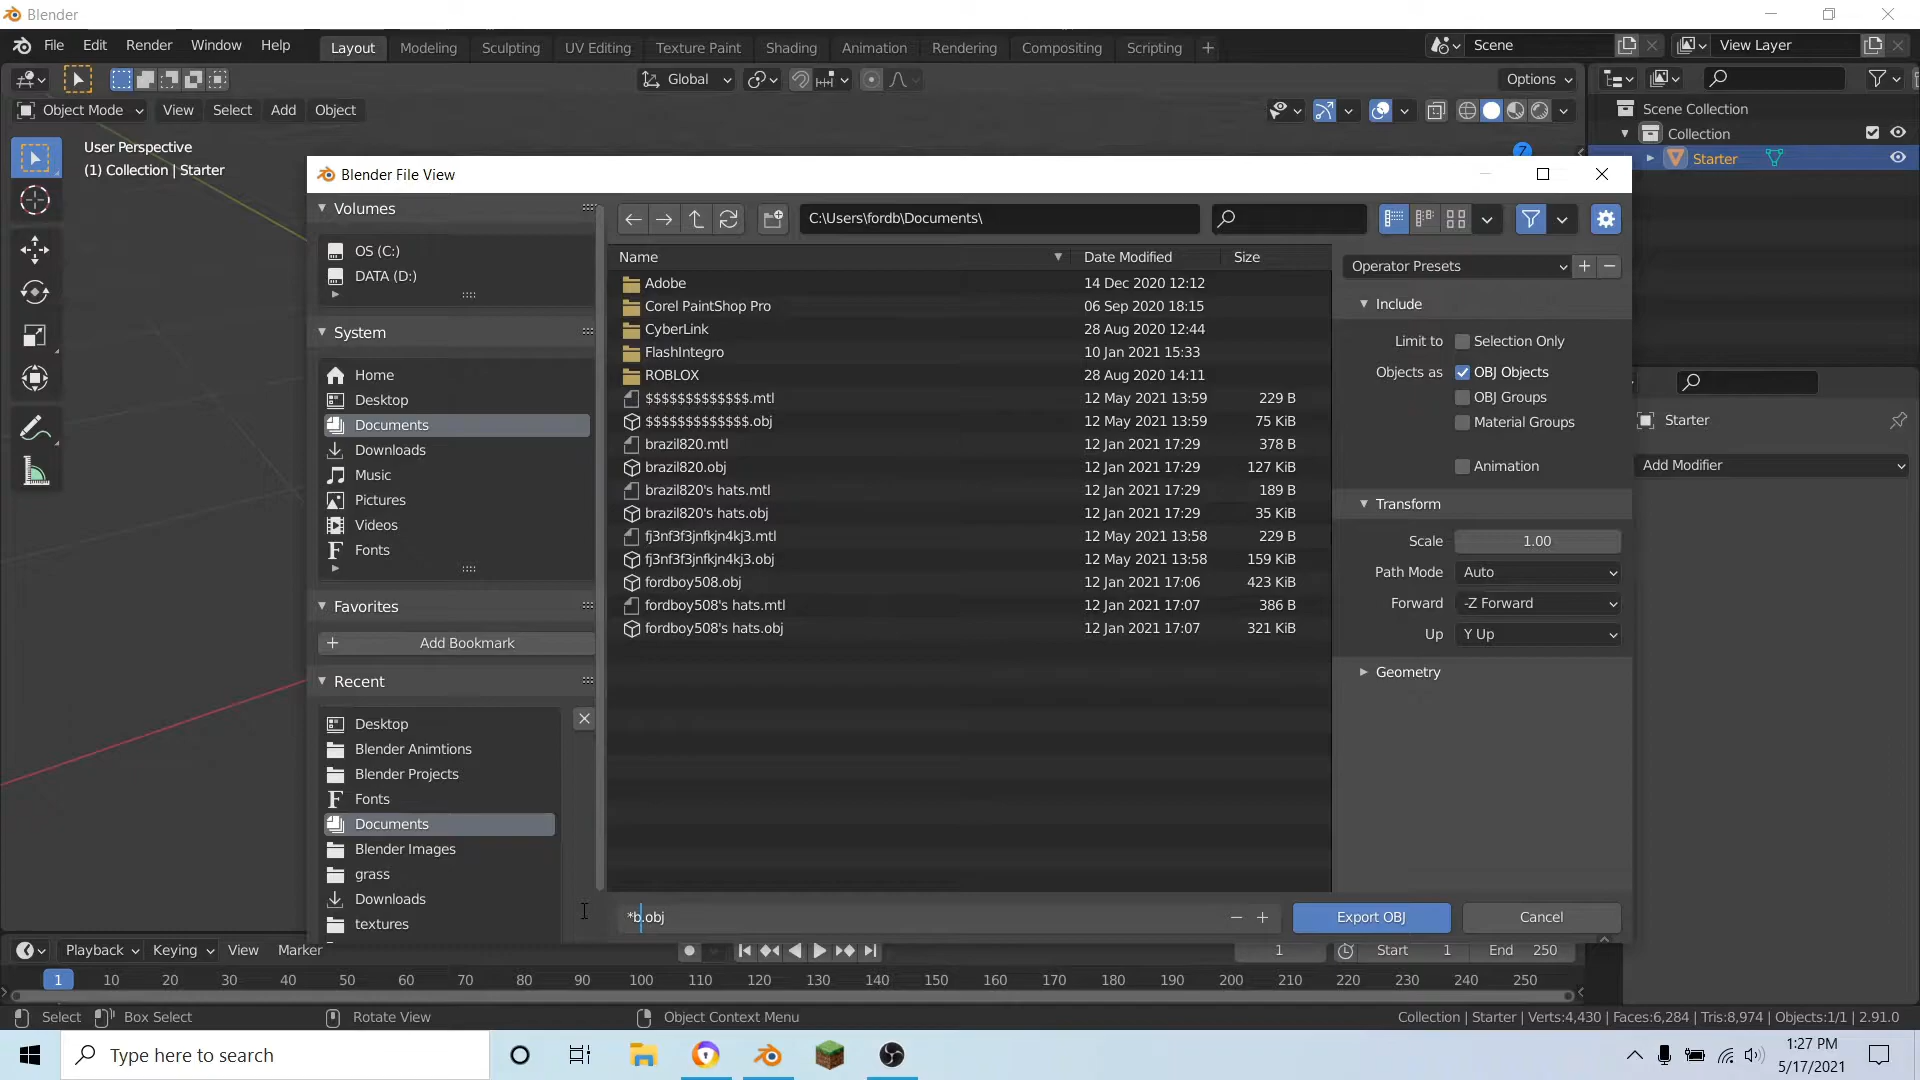 Blender
File Edit Render Window Help Layout Modeling Sculpting UV Editing Texture Paint Shading Animation Rendering Compositing Scripting + Scene View Layer
Global Options
Object Mode View Select Add Object
Scene Collection
Collection
Starter
User Perspective
(1) Collection | Starter
Z
Blender File View
Volumes
OS (C:)
DATA (D:)
System
Home
Desktop
Documents
Downloads
Music
Pictures
Videos
Fonts
Favorites
+ Add Bookmark
Recent
Desktop
Blender Animtions
Blender Projects
Fonts
Documents
Blender Images
grass
Downloads
textures
C:\Users\fordb\Documents\
Name Date Modified Size
Adobe 14 Dec 2020 12:12
Corel PaintShop Pro 06 Sep 2020 18:15
CyberLink 28 Aug 2020 12:44
FlashIntegro 10 Jan 2021 15:33
ROBLOX 28 Aug 2020 14:11
$$$$$$$$$$$$$.mtl 12 May 2021 13:59 229 B
$$$$$$$$$$$$$.obj 12 May 2021 13:59 75 KiB
brazil820.mtl 12 Jan 2021 17:29 378 B
brazil820.obj 12 Jan 2021 17:29 127 KiB
brazil820's hats.mtl 12 Jan 2021 17:29 189 B
brazil820's hats.obj 12 Jan 2021 17:29 35 KiB
fj3nf3f3jnfkjn4kj3.mtl 12 May 2021 13:58 229 B
fj3nf3f3jnfkjn4kj3.obj 12 May 2021 13:58 159 KiB
fordboy508.obj 12 Jan 2021 17:06 423 KiB
fordboy508's hats.mtl 12 Jan 2021 17:07 386 B
fordboy508's hats.obj 12 Jan 2021 17:07 321 KiB
Operator Presets + −
Include
Limit to Selection Only
Objects as OBJ Objects
OBJ Groups
Material Groups
Animation
Transform
Scale 1.00
Path Mode Auto
Forward -Z Forward
Up Y Up
Geometry
*b.obj − + Export OBJ Cancel
Starter
Add Modifier
Playback Keying View Marker 1 Start 1 End 250
1 10 20 30 40 50 60 70 80 90 100 110 120 130 140 150 160 170 180 190 200 210 220 230 240 250
Select Box Select Rotate View Object Context Menu Collection | Starter | Verts:4,430 | Faces:6,284 | Tris:8,974 | Objects:1/1 | 2.91.0
Type here to search
1:27 PM
5/17/2021